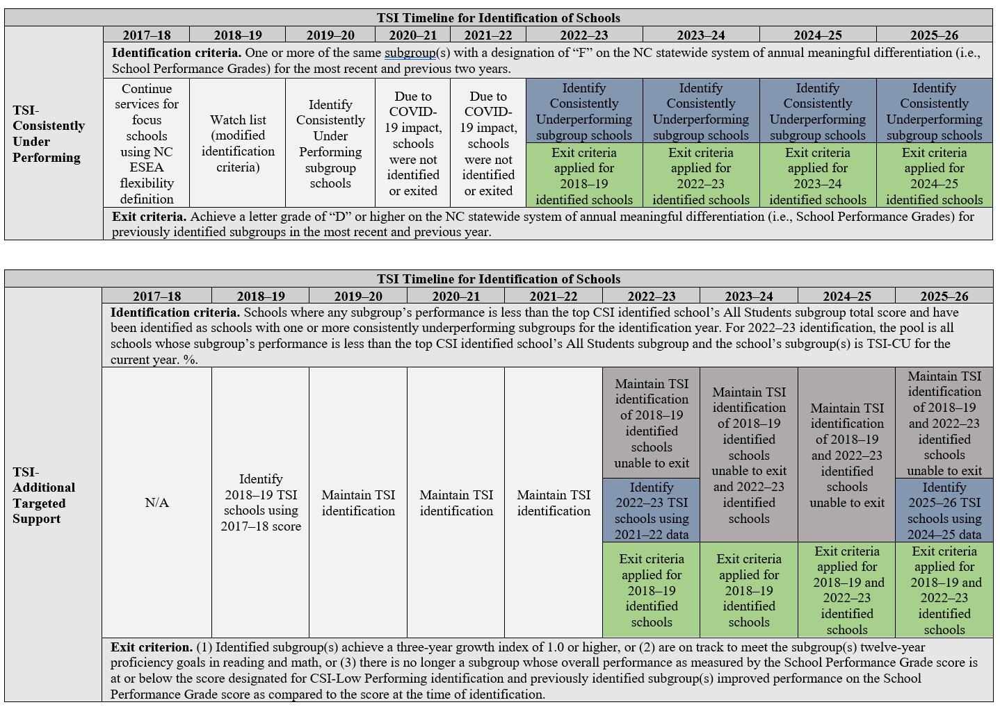 TSI Timeline for Identification of Schools
2017–18 2018–19 2019–20 2020–21 2021–22 2022–23 2023–24 2024–25 2025–26
TSI-
Consistently
Under
Performing
Identification criteria. One or more of the same subgroup(s) with a designation of “F” on the NC statewide system of annual meaningful differentiation (i.e.,
School Performance Grades) for the most recent and previous two years.
Continue
services for
focus
schools
using NC
ESEA
flexibility
definition
Watch list
(modified
identification
criteria)
Identify
Consistently
Under
Performing
subgroup
schools
Due to
COVID-
19 impact,
schools
were not
identified
or exited
Due to
COVID-
19 impact,
schools
were not
identified
or exited
Identify
Consistently
Underperforming
subgroup schools
Exit criteria
applied for
2018–19
identified schools
Identify
Consistently
Underperforming
subgroup schools
Exit criteria
applied for
2022–23
identified schools
Identify
Consistently
Underperforming
subgroup schools
Exit criteria
applied for
2023–24
identified schools
Identify
Consistently
Underperforming
subgroup schools
Exit criteria
applied for
2024–25
identified schools
Exit criteria. Achieve a letter grade of “D” or higher on the NC statewide system of annual meaningful differentiation (i.e., School Performance Grades) for
previously identified subgroups in the most recent and previous year.
TSI Timeline for Identification of Schools
2017–18 2018–19 2019–20 2020–21 2021–22 2022–23 2023–24 2024–25 2025–26
TSI-
Additional
Targeted
Support
Identification criteria. Schools where any subgroup’s performance is less than the top CSI identified school’s All Students subgroup total score and have
been identified as schools with one or more consistently underperforming subgroups for the identification year. For 2022–23 identification, the pool is all
schools whose subgroup’s performance is less than the top CSI identified school’s All Students subgroup and the school’s subgroup(s) is TSI-CU for the
current year. %.
N/A
Identify
2018–19 TSI
schools using
2017–18 score
Maintain TSI
identification
Maintain TSI
identification
Maintain TSI
identification
Maintain TSI
identification
of 2018–19
identified
schools
unable to exit
Identify
2022–23 TSI
schools using
2021–22 data
Exit criteria
applied for
2018–19
identified
schools
Maintain TSI
identification
of 2018–19
identified
schools
unable to exit
and 2022–23
identified
schools
Exit criteria
applied for
2018–19
identified
schools
Maintain TSI
identification
of 2018–19
and 2022–23
identified
schools
unable to exit
Exit criteria
applied for
2018–19 and
2022–23
identified
schools
Maintain TSI
identification
of 2018–19
and 2022–23
identified
schools
unable to exit
Identify
2025–26 TSI
schools using
2024–25 data
Exit criteria
applied for
2018–19 and
2022–23
identified
schools
Exit criterion. (1) Identified subgroup(s) achieve a three-year growth index of 1.0 or higher, or (2) are on track to meet the subgroup(s) twelve-year
proficiency goals in reading and math, or (3) there is no longer a subgroup whose overall performance as measured by the School Performance Grade score is
at or below the score designated for CSI-Low Performing identification and previously identified subgroup(s) improved performance on the School
Performance Grade score as compared to the score at the time of identification.